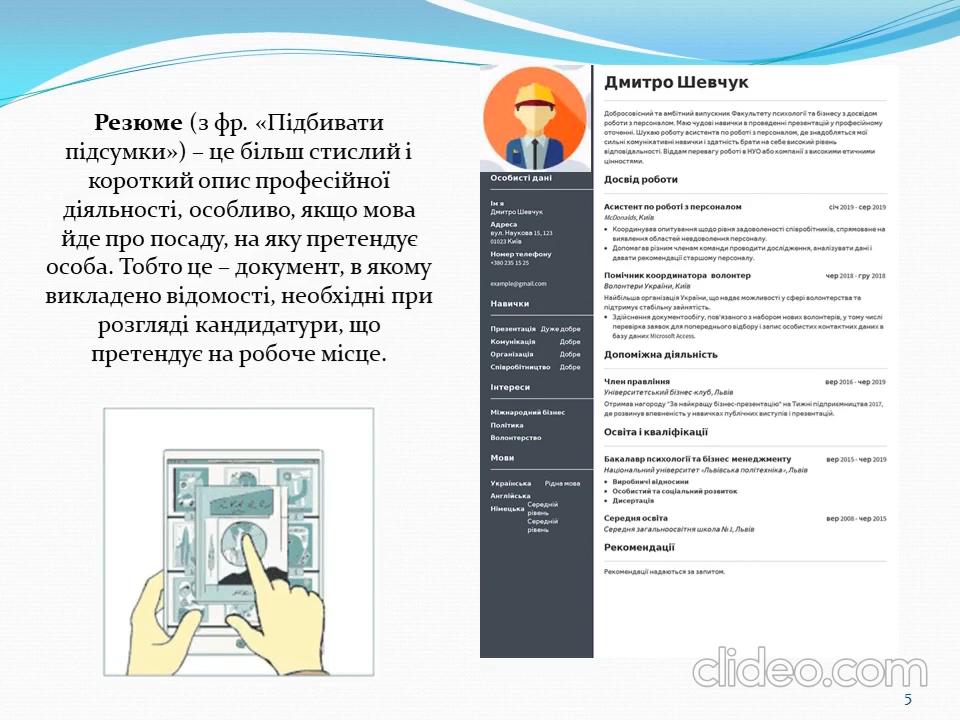 Резюме (з фр. «Підбивати
підсумки») – це більш стислий і
короткий опис професійної
діяльності, особливо, якщо мова
йде про посаду, на яку претендує
особа. Тобто це – документ, в якому
викладено відомості, необхідні при
розгляді кандидатури, що
претендує на робоче місце.
Особисті дані
Ім я
Дмитро Шевчук
Адреса
вул. Наукова 15, 123
01023 Київ
Номер телефону
+380 235 15 25
example@gmail.com
Навички
Презентація Дуже добре
Комунікація Добре
Організація Добре
Співробітництво Добре
Інтереси
Міжнародний бізнес
Політика
Волонтерство
Мови
Українська Рідна мова
Англійська
Середній
Німецька рівень
Середній
рівень
Дмитро Шевчук
Добросовісний та амбітний випускник Факультету психології та бізнесу з досвідом
роботи з персоналом. Маю чудові навички в проведенні презентацій у професійному
оточенні. Шукаю роботу асистента по роботі з персоналом, де знадобляться мої
сильні комунікативні навички і здатність брати на себе високий рівень
відповідальності. Віддам перевагу роботі в НУО або компанії з високими етичними
цінностями.
Досвід роботи
Асистент по роботі з персоналом січ 2019 - сер 2019
McDonalds, Київ
• Координував опитування щодо рівня задоволеності співробітників, спрямоване на
виявлення областей невдоволення персоналу.
• Допомагав різним членам команди проводити дослідження, аналізувати дані і
давати рекомендації старшому персоналу.
Помічник координатора волонтер чер 2018 - гру 2018
Волонтери України, Київ
Найбільша організація України, що надає можливості у сфері волонтерства та
підтримує стабільну зайнятість.
• Здійснення документообігу, пов'язаного з набором нових волонтерів, у тому числі
перевірка заявок для попереднього відбору і запис особистих контактних даних в
базу даних Microsoft Access.
Допоміжна діяльність
Член правління вер 2016 - чер 2019
Університетський бізнес-клуб, Львів
Отримав нагороду "За найкращу бізнес-презентацію" на Тижні підприємництва 2017,
де розвинув впевненість у навичках публічних виступів і презентацій.
Освіта і кваліфікації
Бакалавр психології та бізнес менеджменту вер 2015 - чер 2019
Національний університет «Львівська політехніка», Львів
• Виробничі відносини
• Особистий та соціальний розвиток
• Дисертація
Середня освіта вер 2008 - чер 2015
Середня загальноосвітня школа № 1, Львів
Рекомендації
Рекомендації надаються за запитом.
clideo.com
5